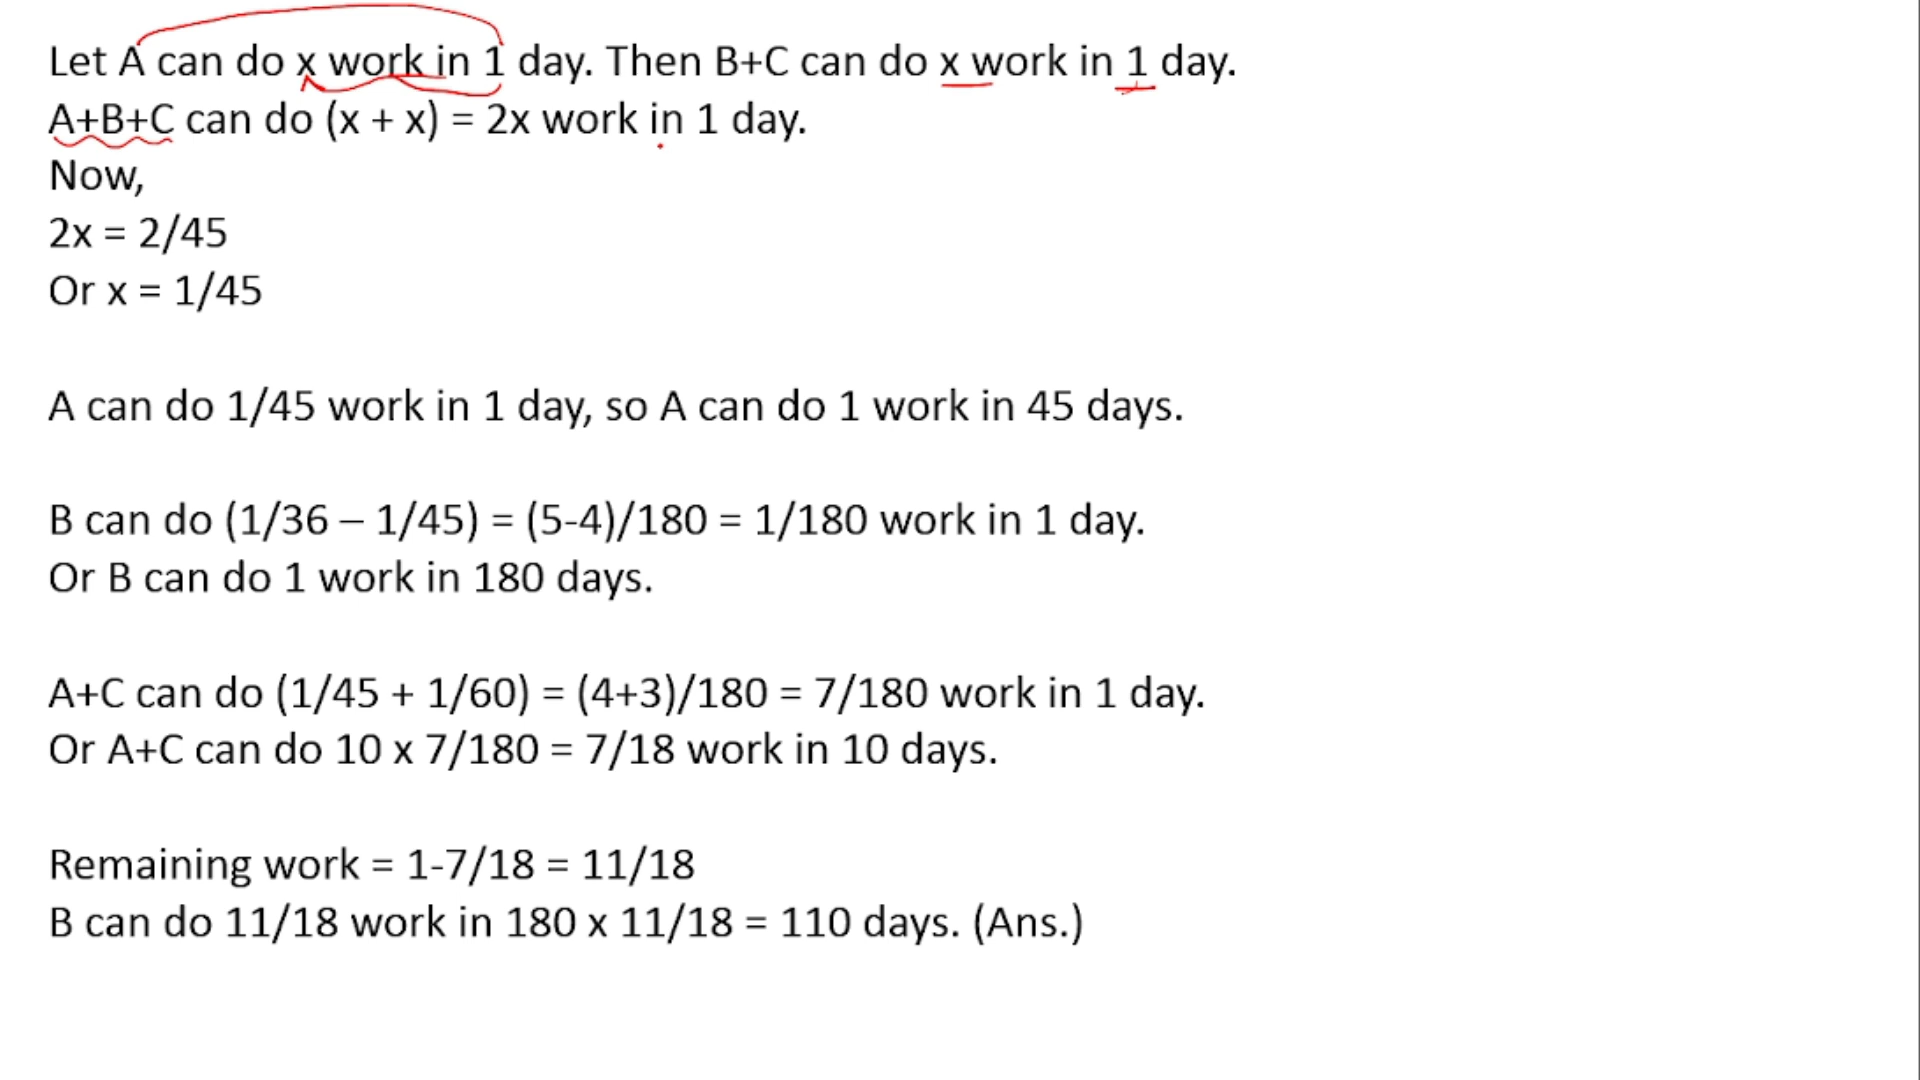 Let A can do x work in 1 day. Then B+C can do x work in 1 day.
A+B+C can do (x + x) = 2x work in 1 day.
Now,
2x = 2/45
Or x = 1/45
A can do 1/45 work in 1 day, so A can do 1 work in 45 days.
B can do (1/36 – 1/45) = (5-4)/180 = 1/180 work in 1 day.
Or B can do 1 work in 180 days.
A+C can do (1/45 + 1/60) = (4+3)/180 = 7/180 work in 1 day.
Or A+C can do 10 x 7/180 = 7/18 work in 10 days.
Remaining work = 1-7/18 = 11/18
B can do 11/18 work in 180 x 11/18 = 110 days. (Ans.)